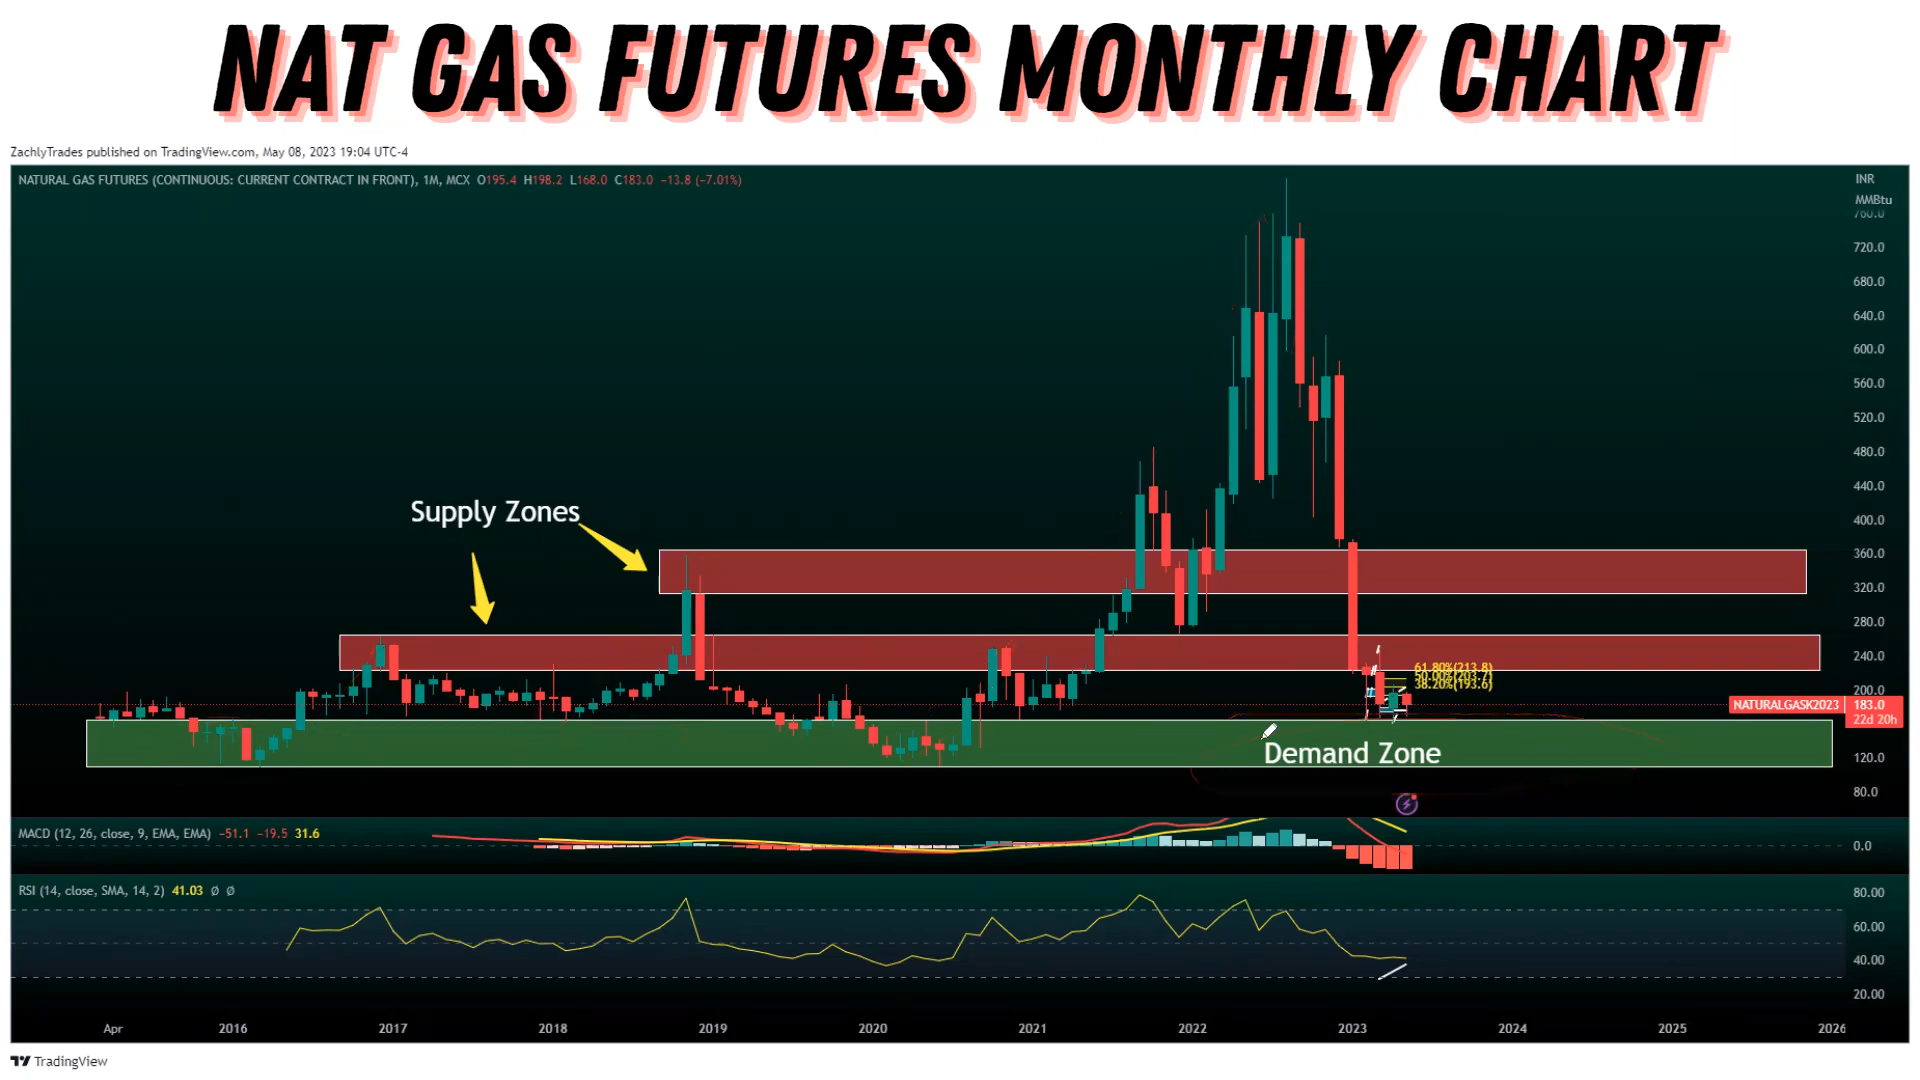 NAT GAS FUTURES MONTHLY CHART
ZachlyTrades published on TradingView.com, May 08, 2023 19:04 UTC-4
NATURAL GAS FUTURES (CONTINUOUS: CURRENT CONTRACT IN FRONT), 1M, MCX O195.4 H198.2 L168.0 C183.0 −13.8 (−7.01%)
INR
MMBtu
760.0
720.0
680.0
640.0
600.0
560.0
520.0
480.0
440.0
400.0
360.0
320.0
280.0
240.0
200.0
Supply Zones
61.80%(213.8)
50.00%(203.7)
38.20%(193.6)
NATURALGASK2023 183.0
22d 20h
Demand Zone
120.0
80.0
MACD (12, 26, close, 9, EMA, EMA) −51.1 −19.5 31.6
0.0
RSI (14, close, SMA, 14, 2) 41.03 Ø Ø
80.00
60.00
40.00
20.00
Apr 2016 2017 2018 2019 2020 2021 2022 2023 2024 2025 2026
TradingView